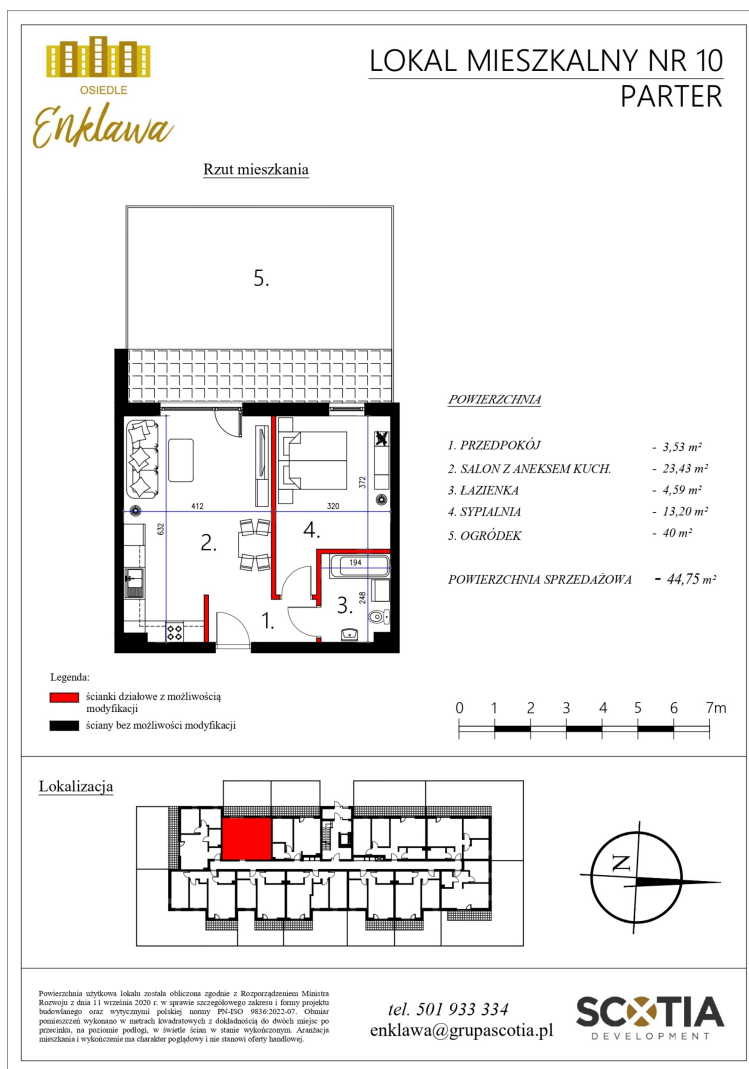 OSIEDLE
Enklawa
LOKAL MIESZKALNY NR 10
PARTER
Rzut mieszkania
5.
412
320
372
632
2.
4.
194
248
3.
1.
POWIERZCHNIA
1. PRZEDPOKÓJ - 3,53 m²
2. SALON Z ANEKSEM KUCH. - 23,43 m²
3. ŁAZIENKA - 4,59 m²
4. SYPIALNIA - 13,20 m²
5. OGRÓDEK - 40 m²
POWIERZCHNIA SPRZEDAŻOWA - 44,75 m²
Legenda:
ścianki działowe z możliwością
modyfikacji
ściany bez możliwości modyfikacji
0 1 2 3 4 5 6 7m
Lokalizacja
N
Powierzchnia użytkowa lokalu została obliczona zgodnie z Rozporządzeniem Ministra
Rozwoju z dnia 11 września 2020 r. w sprawie szczegółowego zakresu i formy projektu
budowlanego oraz wytycznymi polskiej normy PN-ISO 9836:2022-07. Obmiar
pomieszczeń wykonano w metrach kwadratowych z dokładnością do dwóch miejsc po
przecinku, na poziomie podłogi, w świetle ścian w stanie wykończonym. Aranżacja
mieszkania i wykończenie ma charakter poglądowy i nie stanowi oferty handlowej.
tel. 501 933 334
enklawa@grupascotia.pl
SCOTIA
DEVELOPMENT